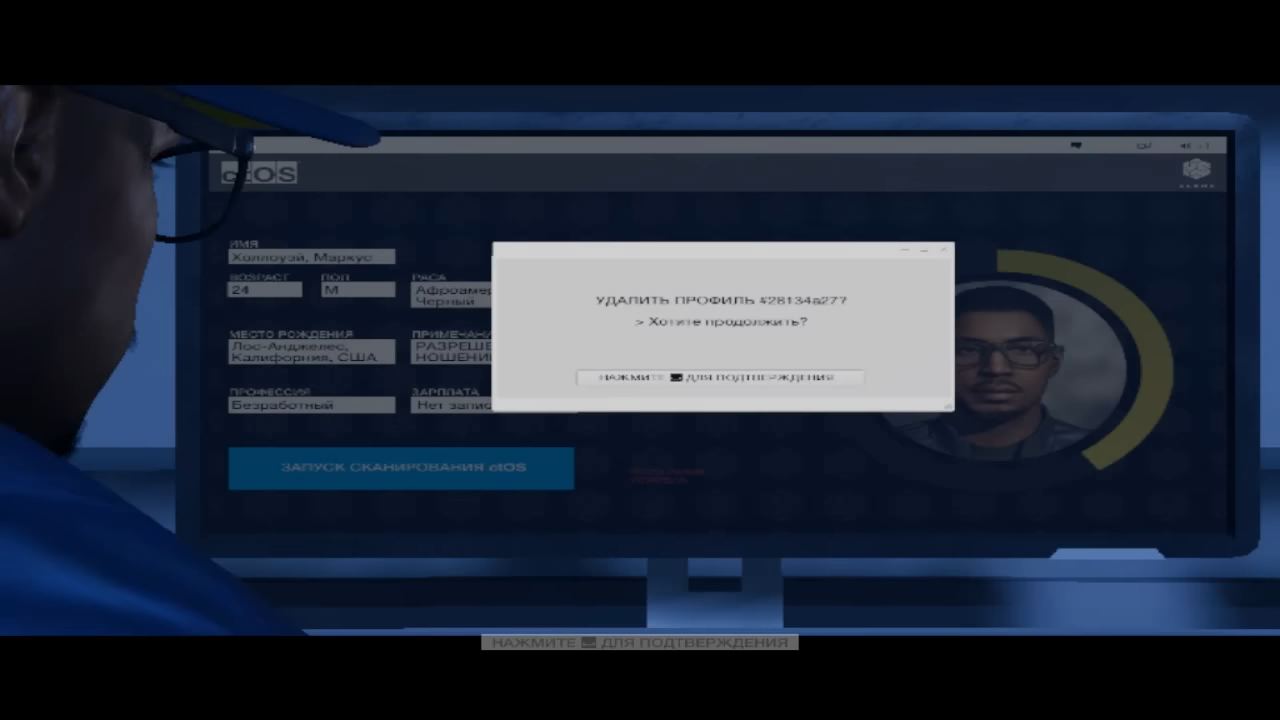 ctOS
ИМЯ
Холлоуэй, Маркус
ВОЗРАСТ
ПОЛ
РАСА
24
М
Афроамер
Черный
МЕСТО РОЖДЕНИЯ
ПРИМЕЧАНИ
Лос-Анджелес,
Калифорния, США
РАЗРЕШЕ
НОШЕНИ
ПРОФЕССИЯ
ЗАРПЛАТА
Безработный
Нет запис
ЗАПУСК СКАНИРОВАНИЯ ctOS
УДАЛИТЬ ПРОФИЛЬ #28134a27?
> Хотите продолжить?
НАЖМИТЕ ДЛЯ ПОДТВЕРЖДЕНИЯ
НАЖМИТЕ ДЛЯ ПОДТВЕРЖДЕНИЯ